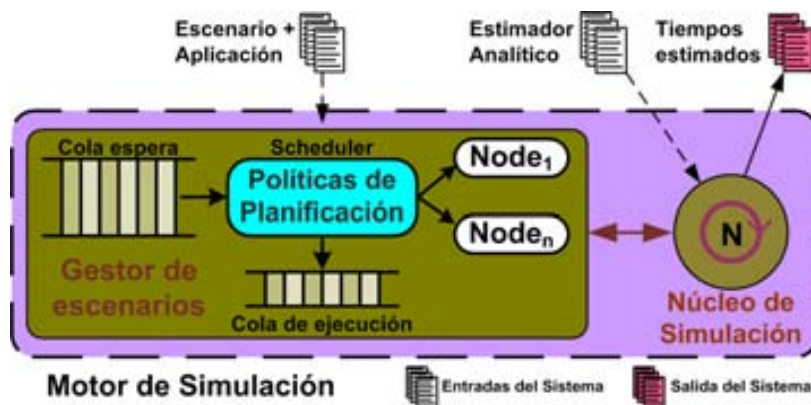 Escenario +
Aplicación
Estimador
Analítico
Tiempos
estimados
Cola espera
Scheduler
Políticas de
Planificación
Node1
Noden
Gestor de
escenarios
Cola de ejecución
N
Núcleo de
Simulación
Motor de Simulación
Entradas del Sistema
Salida del Sistema